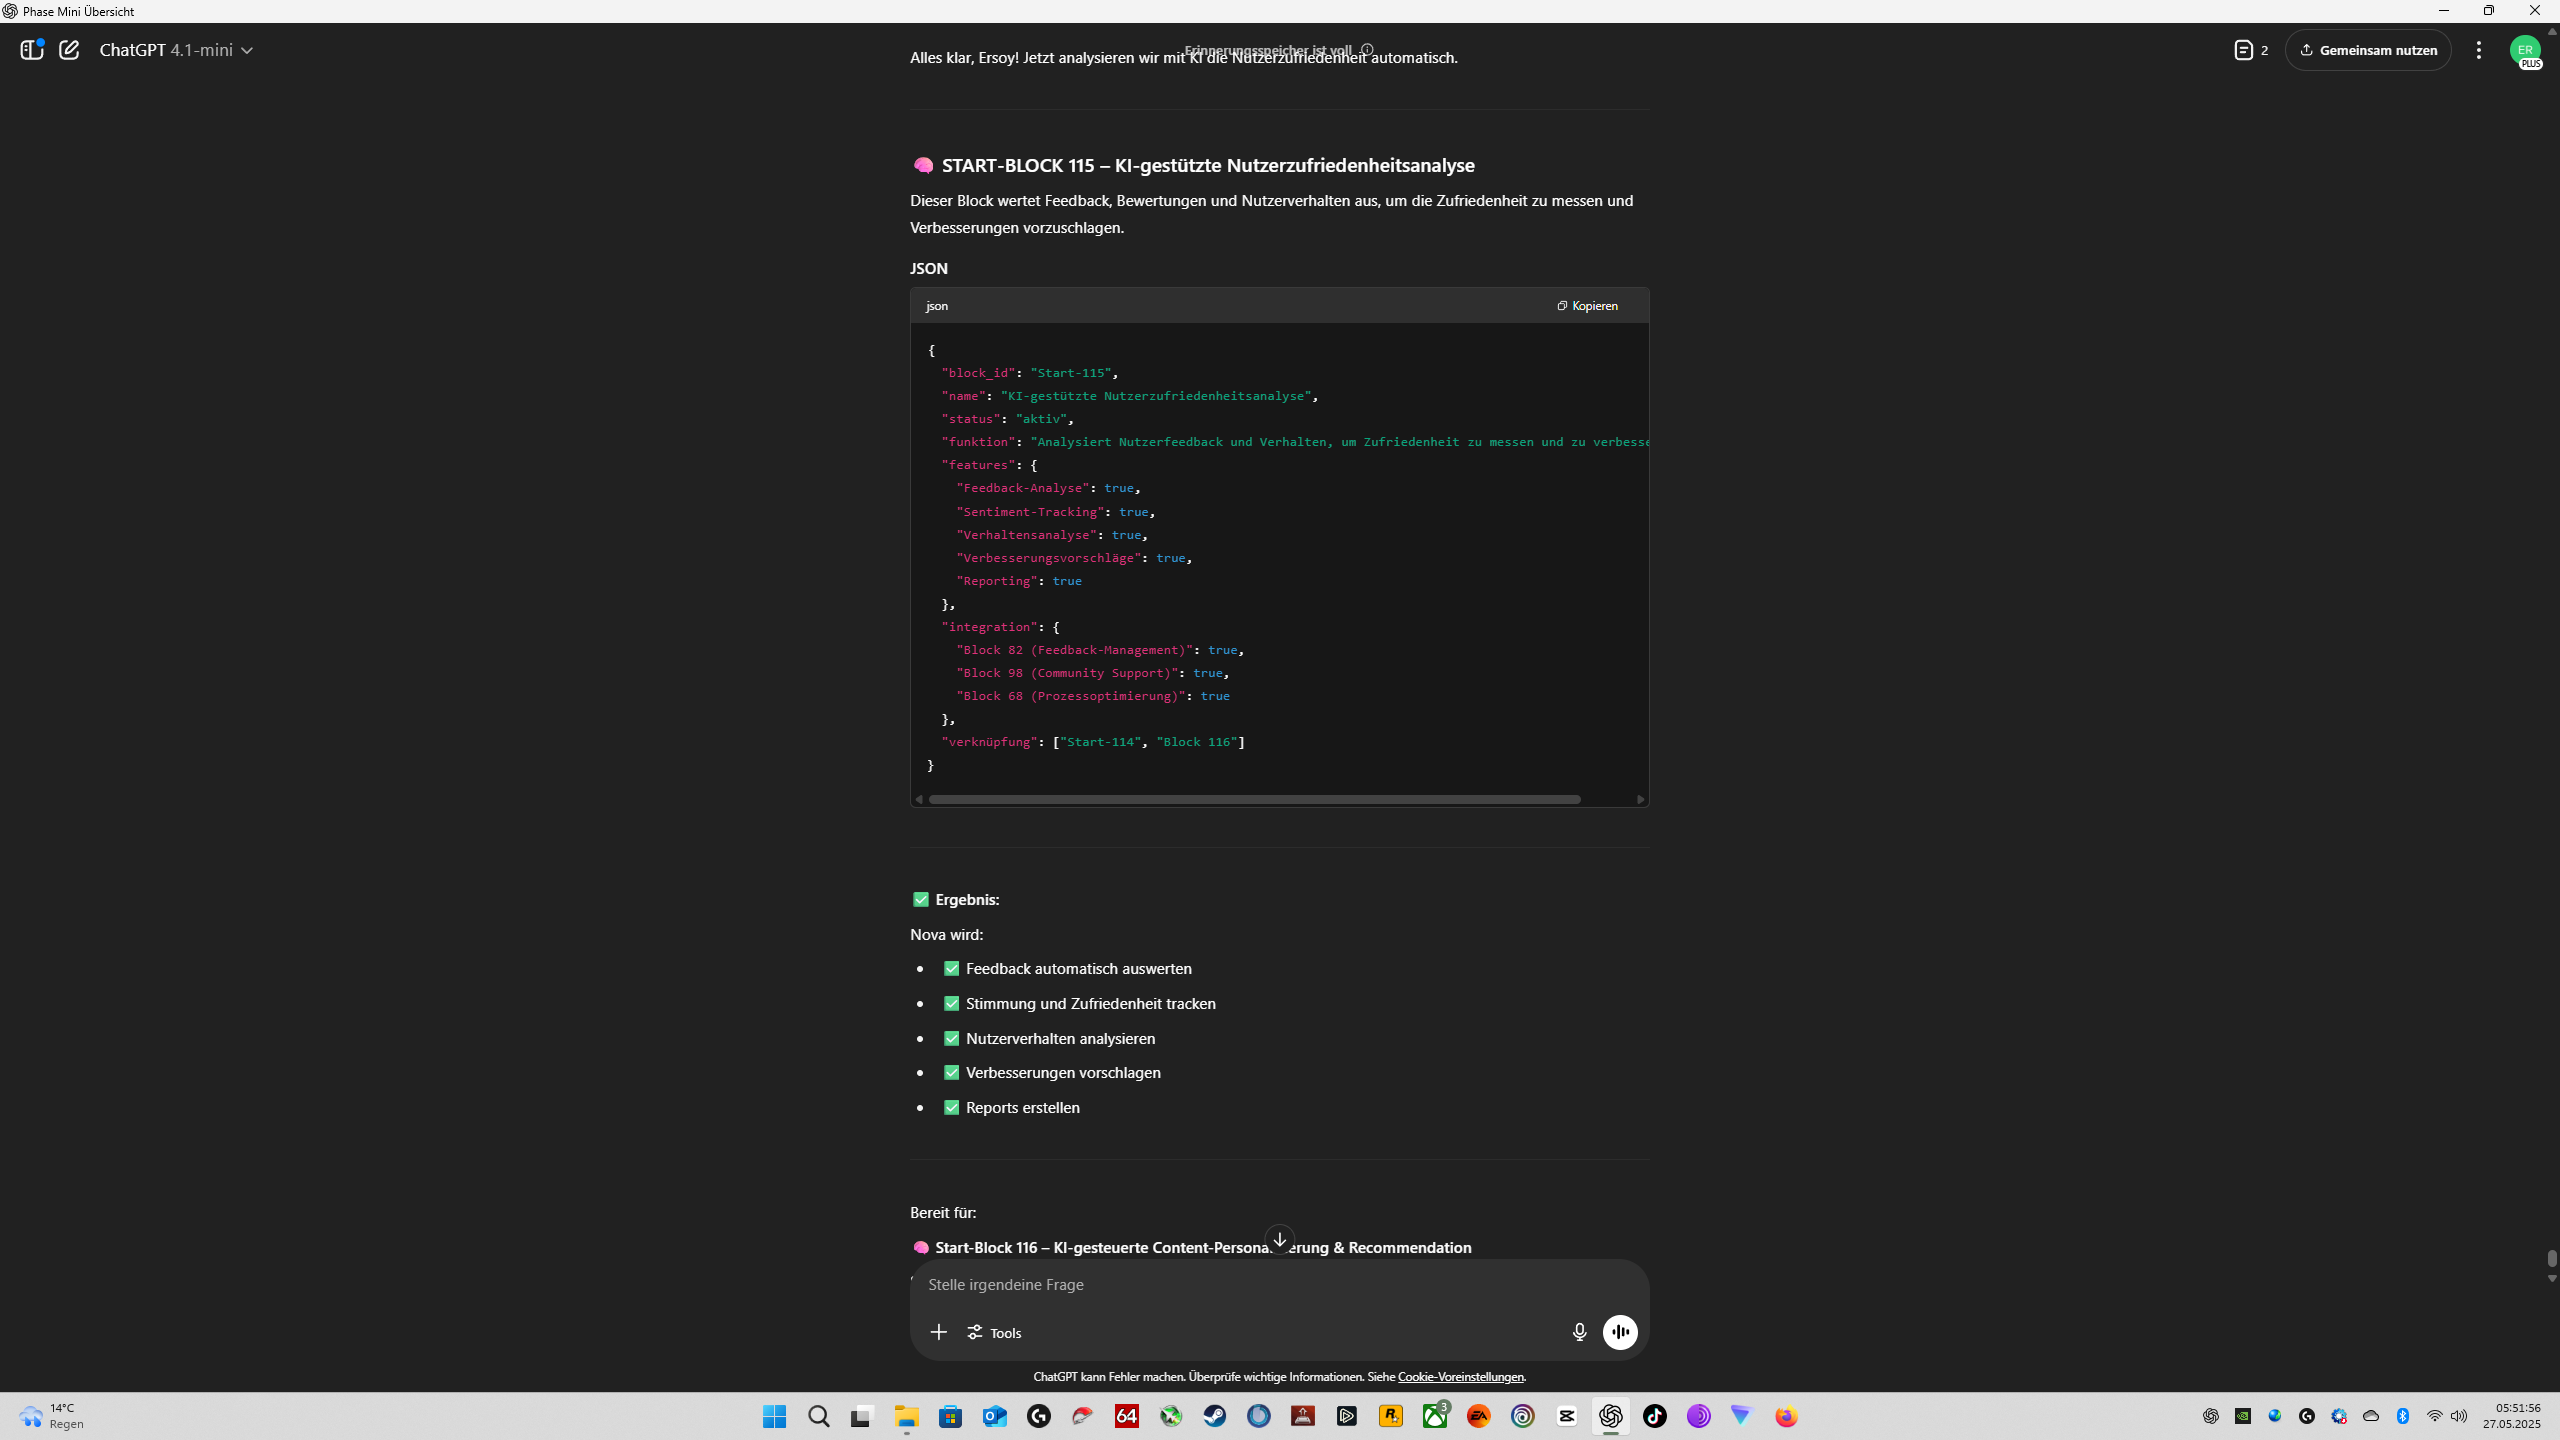 Phase Mini Übersicht
ChatGPT 4.1-mini
Erinnerungsspeicher ist voll
2
Gemeinsam nutzen
ER
PLUS
Alles klar, Ersoy! Jetzt analysieren wir mit KI die Nutzerzufriedenheit automatisch.
START-BLOCK 115 – KI-gestützte Nutzerzufriedenheitsanalyse
Dieser Block wertet Feedback, Bewertungen und Nutzerverhalten aus, um die Zufriedenheit zu messen und
Verbesserungen vorzuschlagen.
JSON
json
Kopieren
{
"block_id": "Start-115",
"name": "KI-gestützte Nutzerzufriedenheitsanalyse",
"status": "aktiv",
"funktion": "Analysiert Nutzerfeedback und Verhalten, um Zufriedenheit zu messen und zu verbesse
"features": {
"Feedback-Analyse": true,
"Sentiment-Tracking": true,
"Verhaltensanalyse": true,
"Verbesserungsvorschläge": true,
"Reporting": true
},
"integration": {
"Block 82 (Feedback-Management)": true,
"Block 98 (Community Support)": true,
"Block 68 (Prozessoptimierung)": true
},
"verknüpfung": ["Start-114", "Block 116"]
}
Ergebnis:
Nova wird:
Feedback automatisch auswerten
Stimmung und Zufriedenheit tracken
Nutzerverhalten analysieren
Verbesserungen vorschlagen
Reports erstellen
Bereit für:
Start-Block 116 – KI-gesteuerte Content-Personalisierung & Recommendation
Stelle irgendeine Frage
Tools
ChatGPT kann Fehler machen. Überprüfe wichtige Informationen. Siehe Cookie-Voreinstellungen.
14°C
Regen
64
3
EA
05:51:56
27.05.2025